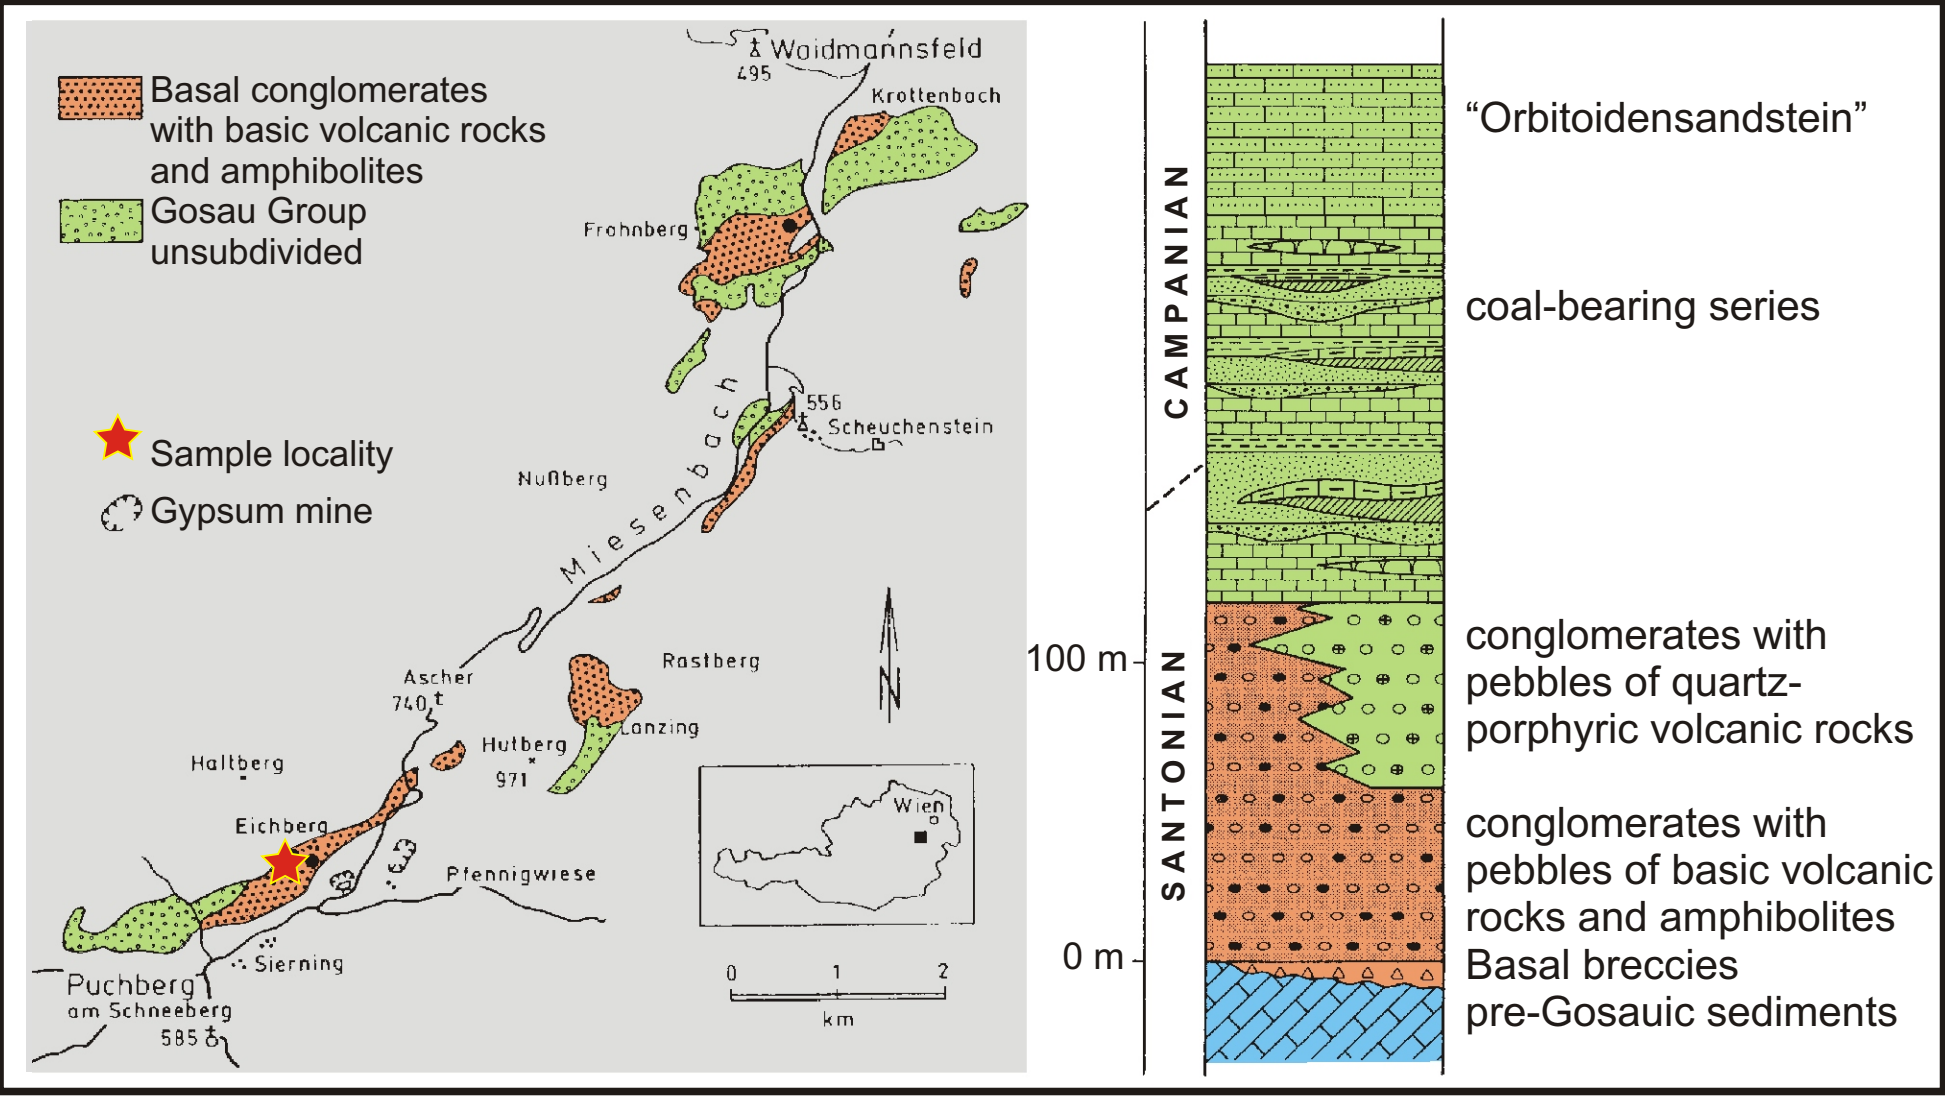 Basal conglomerates
with basic volcanic rocks
and amphibolites
Gosau Group
unsubdivided
Sample locality
Gypsum mine
Waidmannsfeld
495
Krottenbach
Frohnberg
556
Scheuchenstein
Nußberg
Miesenbach
Rastberg
Ascher
740
Lanzing
Hutberg
971
Haltberg
Eichberg
Pfennigwiese
Sierning
Puchberg
am Schneeberg
585
N
Wien
0 1 2
km
CAMPANIAN
SANTONIAN
100 m
0 m
“Orbitoidensandstein”
coal-bearing series
conglomerates with
pebbles of quartz-
porphyric volcanic rocks
conglomerates with
pebbles of basic volcanic
rocks and amphibolites
Basal breccies
pre-Gosauic sediments